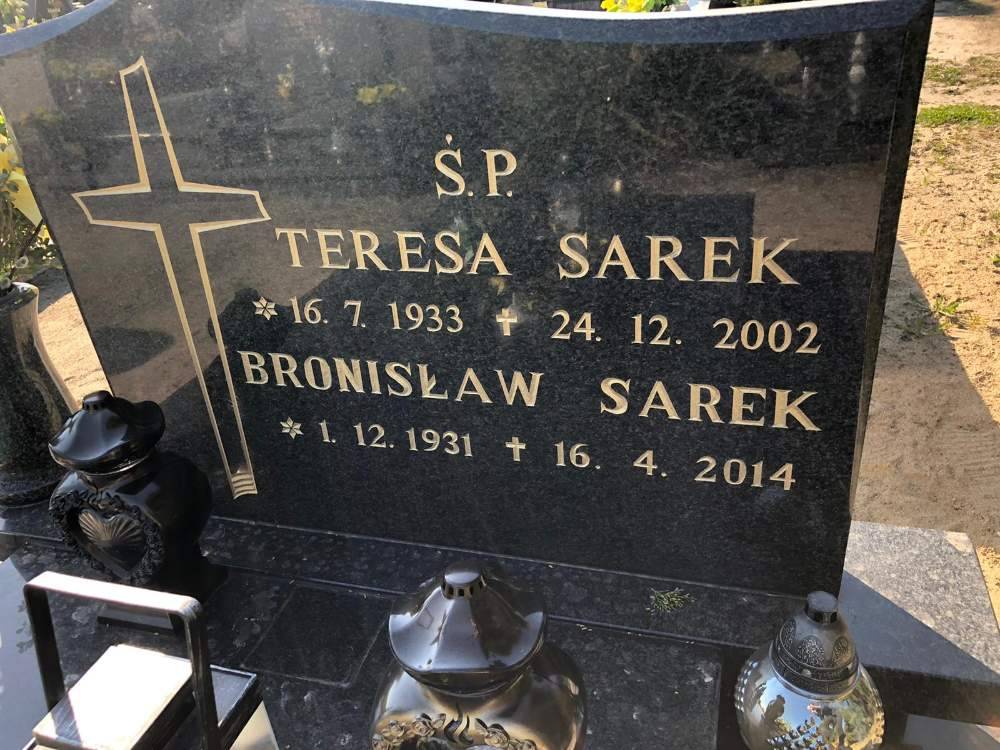 Ś.P.
TERESA SAREK
* 16. 7. 1933 ✝ 24. 12. 2002
BRONISŁAW SAREK
* 1. 12. 1931 ✝ 16. 4. 2014